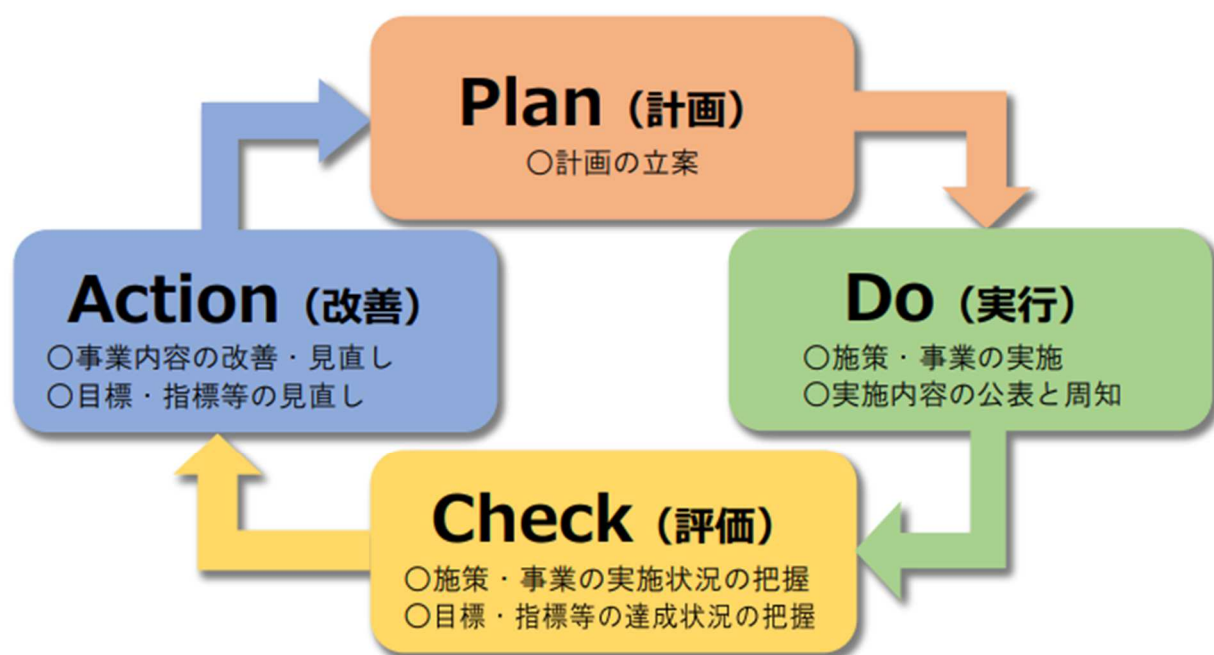 Plan（計画）
○計画の立案
Action（改善）
○事業内容の改善・見直し
○目標・指標等の見直し
Do（実行）
○施策・事業の実施
○実施内容の公表と周知
Check（評価）
○施策・事業の実施状況の把握
○目標・指標等の達成状況の把握